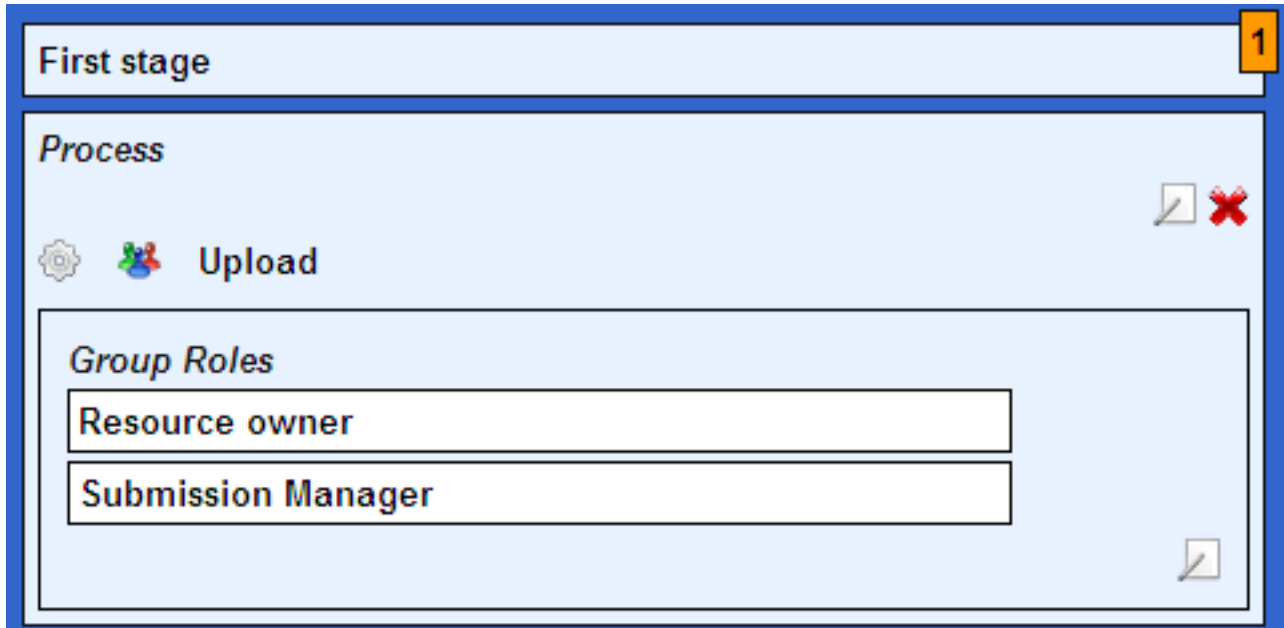 First stage
1
Process
Upload
Group Roles
Resource owner
Submission Manager